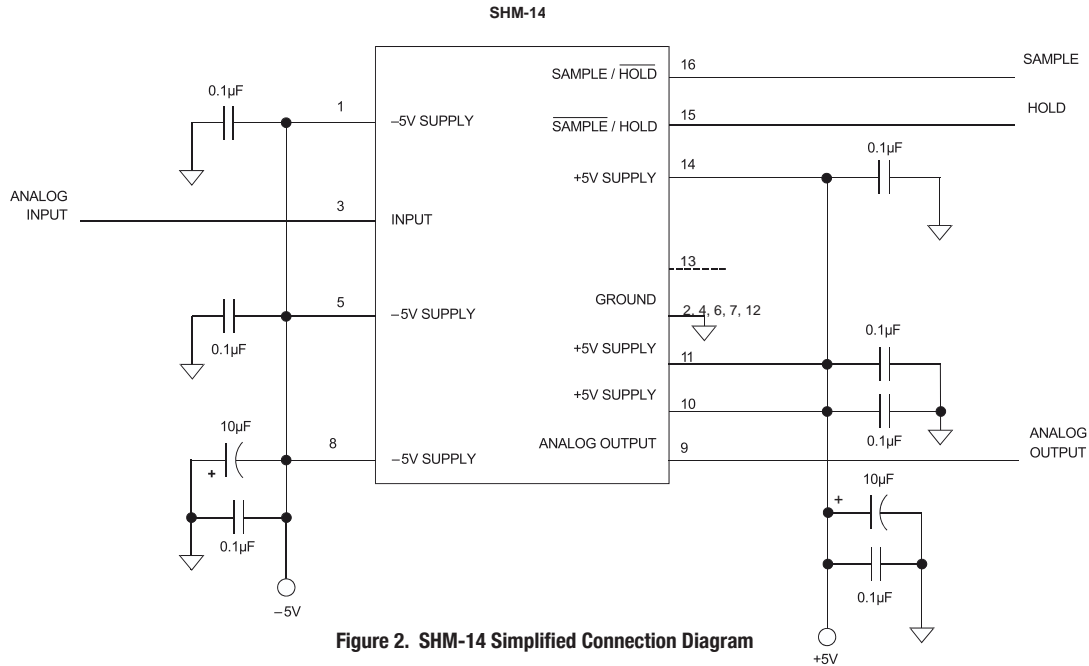 SHM-14
SAMPLE / HOLD
16
SAMPLE
0.1µF
1
–5V SUPPLY
SAMPLE / HOLD
15
HOLD
+5V SUPPLY
14
0.1µF
ANALOG
INPUT
3
INPUT
13
GROUND
2, 4, 6, 7, 12
5
–5V SUPPLY
0.1µF
+5V SUPPLY
11
0.1µF
+5V SUPPLY
10
0.1µF
10µF
+
8
–5V SUPPLY
ANALOG OUTPUT
9
ANALOG
OUTPUT
0.1µF
10µF
+
0.1µF
–5V
+5V
Figure 2. SHM-14 Simplified Connection Diagram